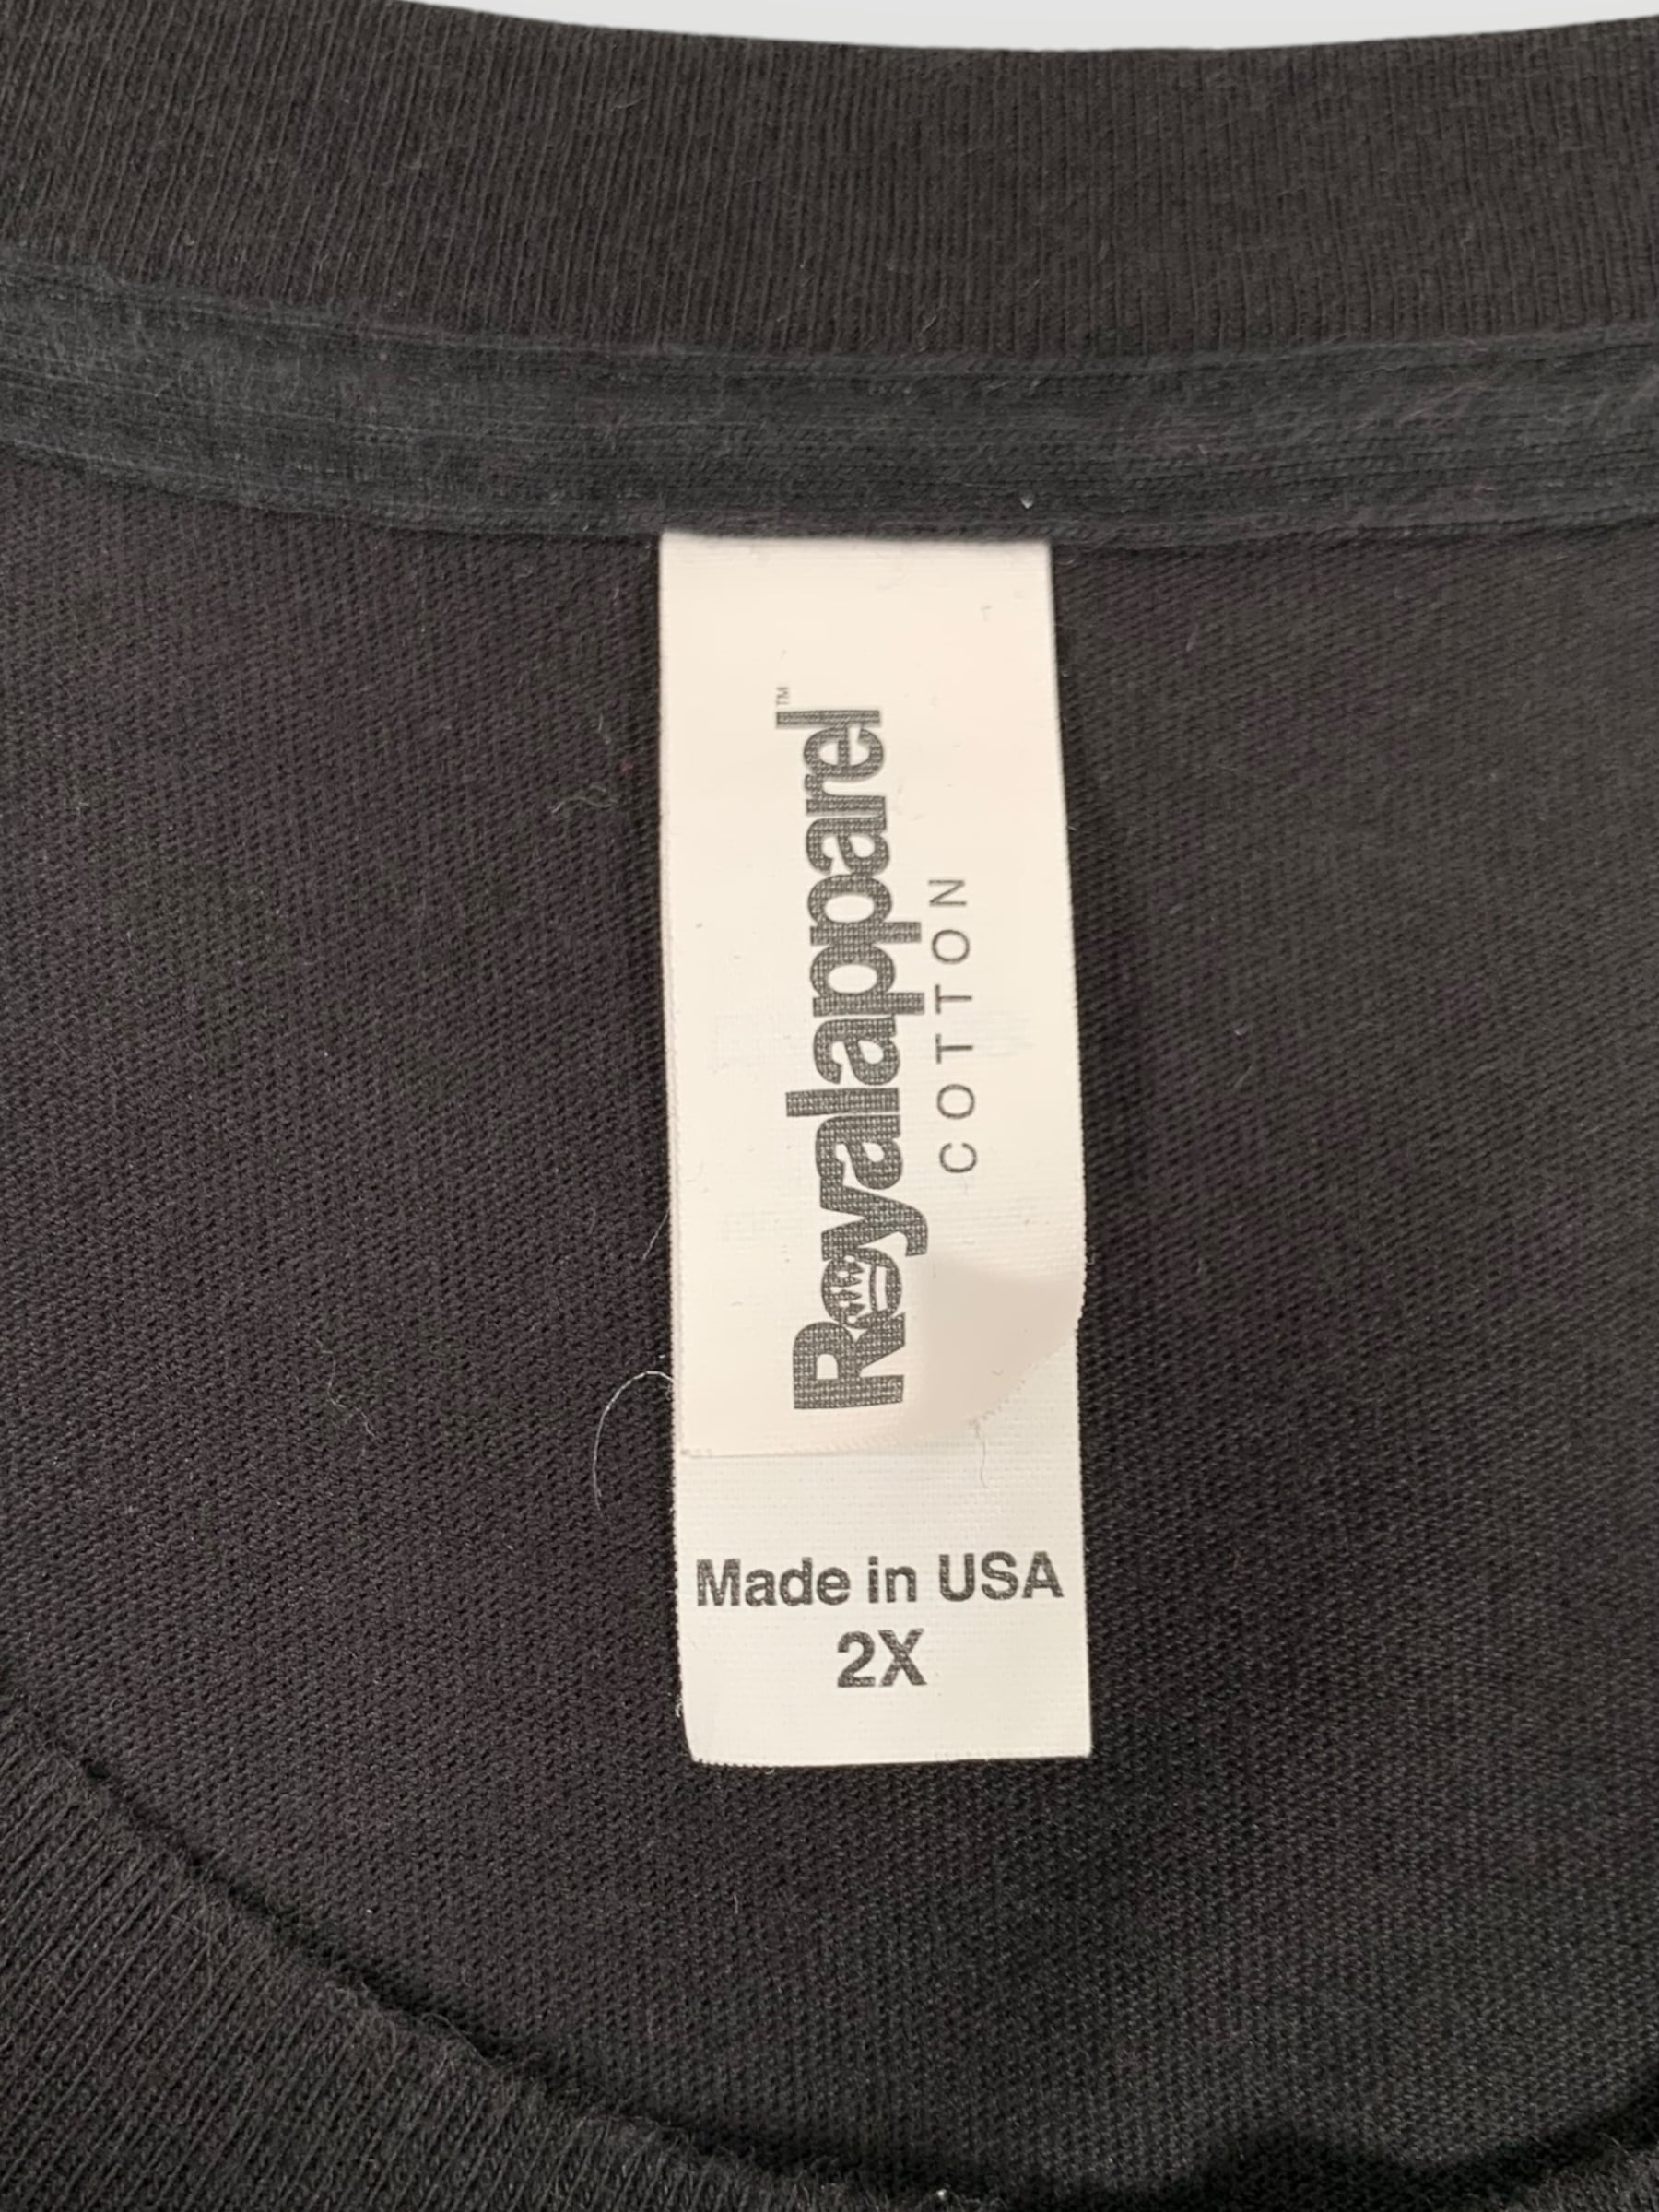 Royalapparel™
COTTON
Made in USA
2X